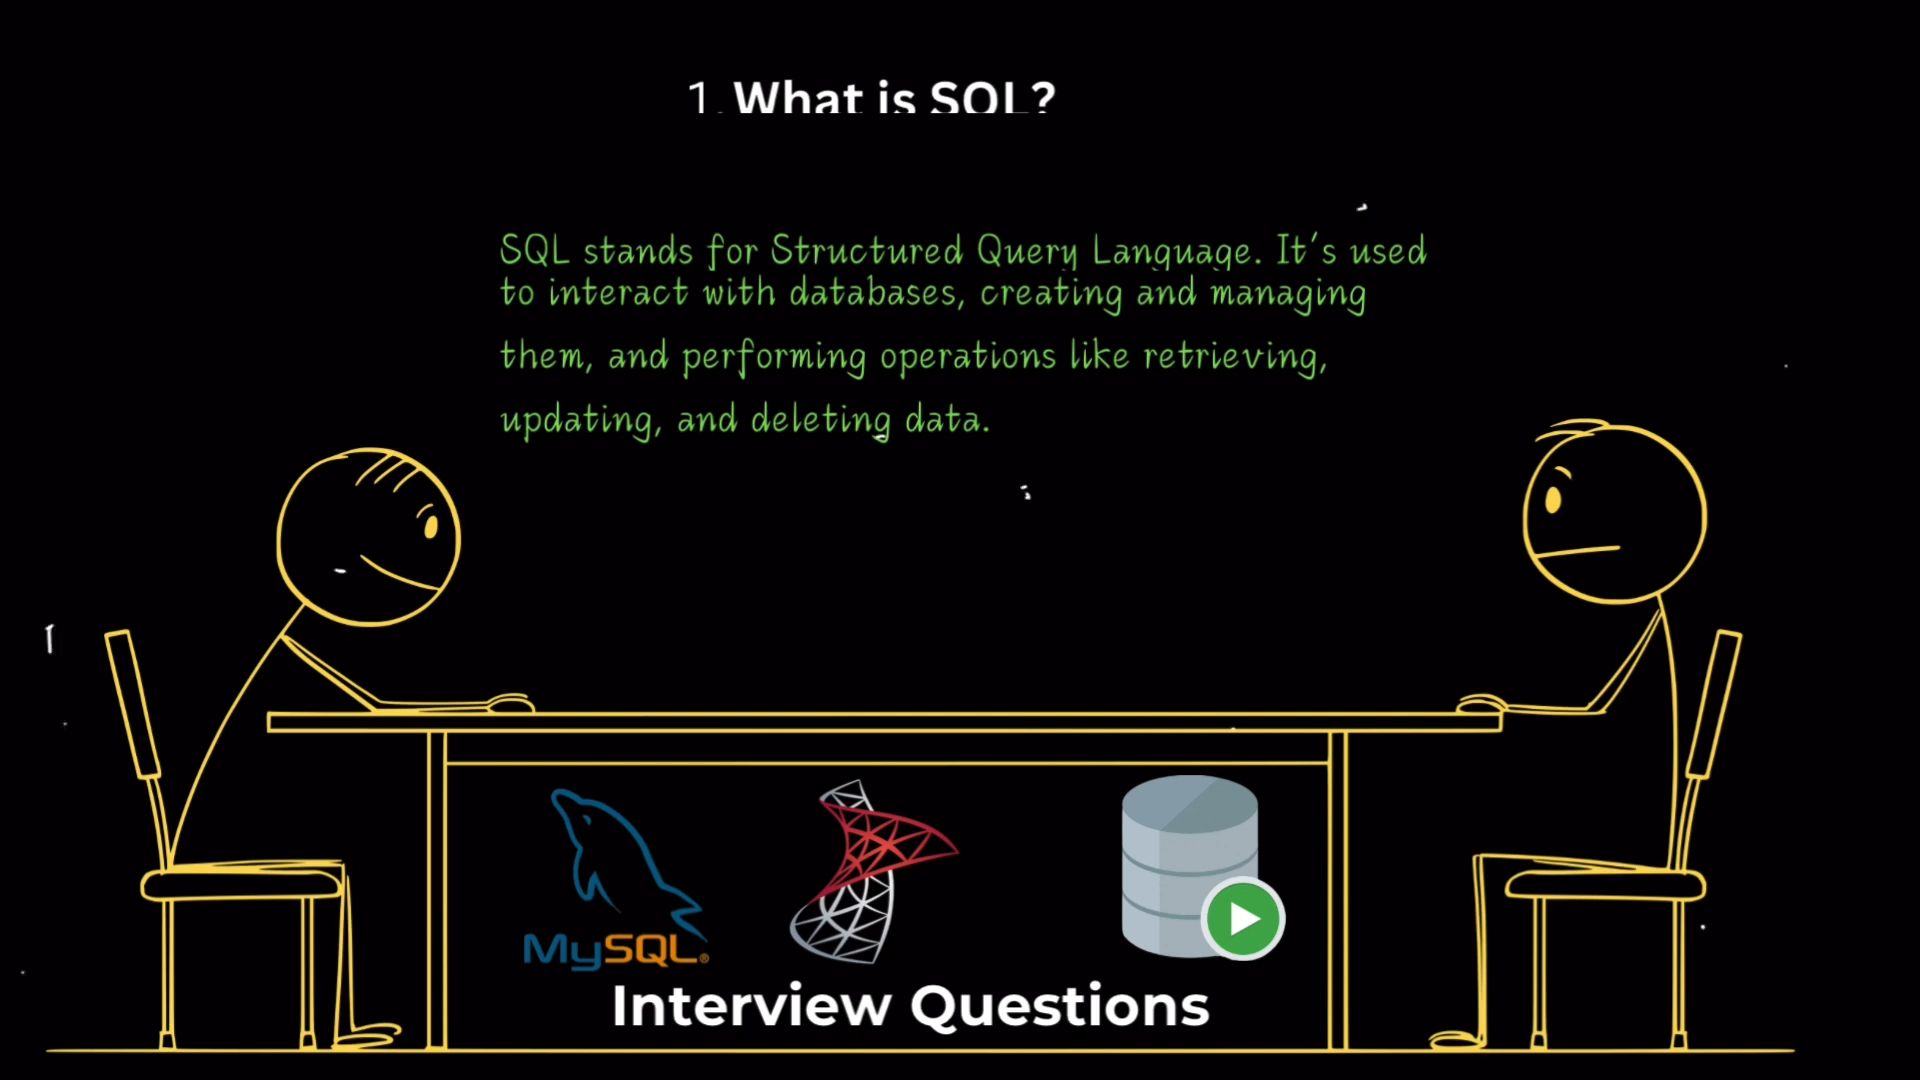 1. What is SQL?
SQL stands for Structured Query Language. It's used
to interact with databases, creating and managing
them, and performing operations like retrieving,
updating, and deleting data.
MySQL®
Interview Questions